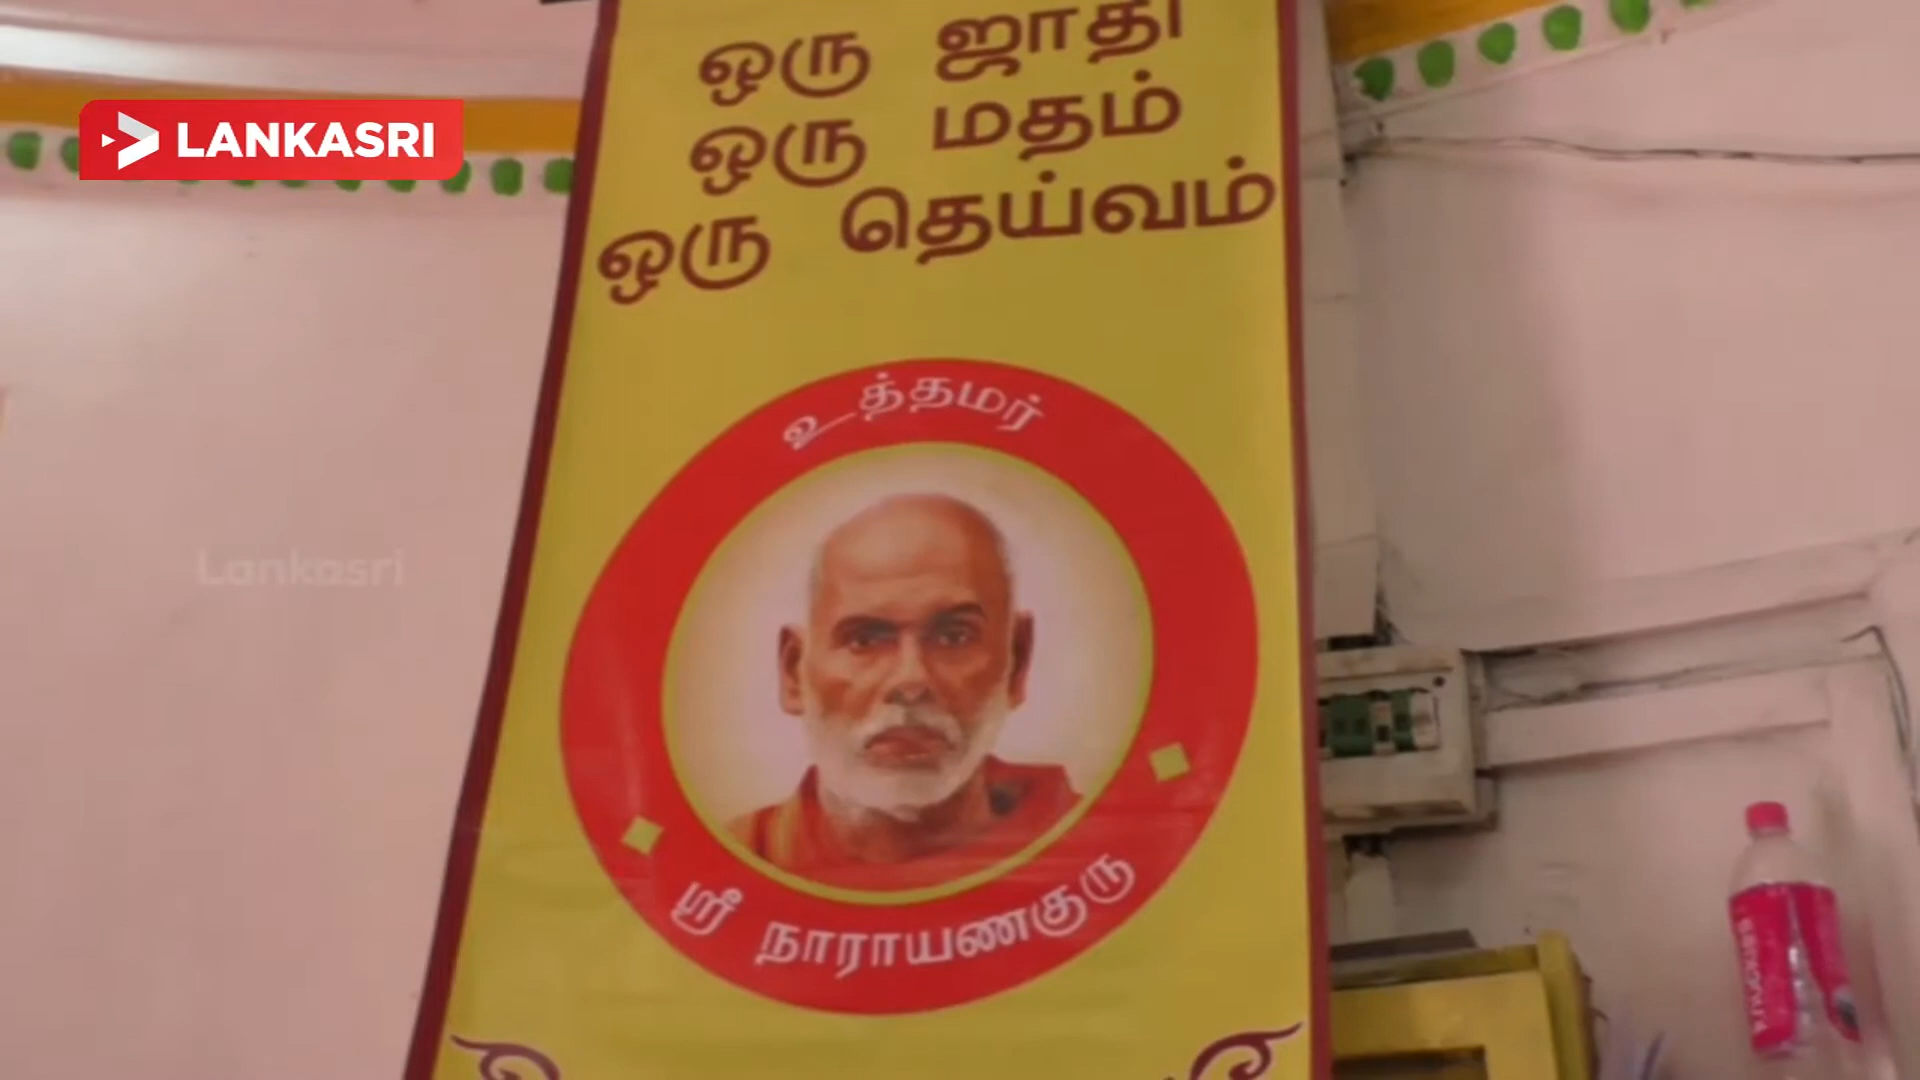 ஒரு ஜாதி
LANKASRI
ஒரு மதம்
ஒரு தெய்வம்
உத்தமர்
Lankasri
ஸ்ரீ நாராயணகுரு